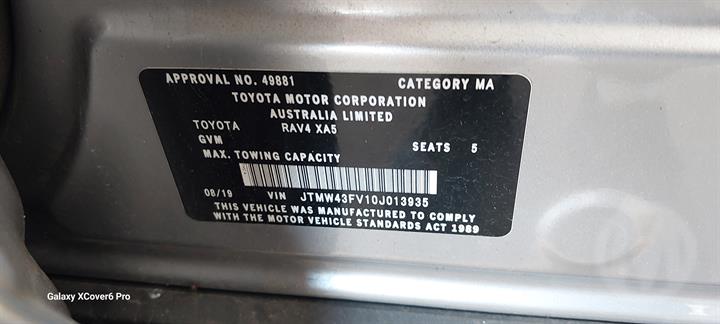 APPROVAL NO. 49881 CATEGORY MA
TOYOTA MOTOR CORPORATION
AUSTRALIA LIMITED
TOYOTA RAV4 XA5
GVM SEATS 5
MAX. TOWING CAPACITY
08/19 VIN JTMW43FV10J013935
THIS VEHICLE WAS MANUFACTURED TO COMPLY
WITH THE MOTOR VEHICLE STANDARDS ACT 1989
Galaxy XCover6 Pro